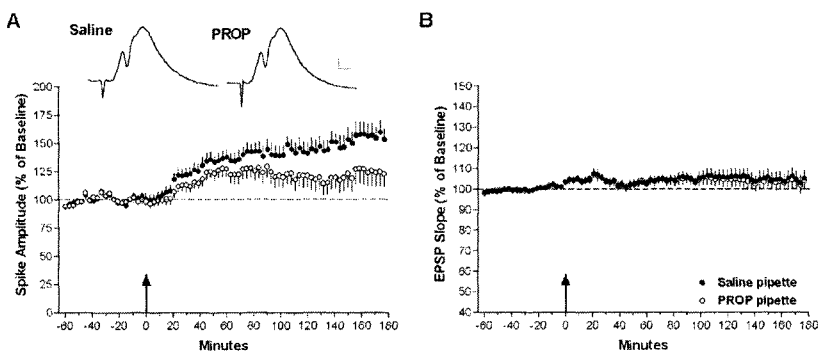 A
Saline
PROP
Spike Amplitude (% of Baseline)
200
175
150
125
100
75
50
25
0
-60 -40 -20 0 20 40 60 80 100 120 140 160 180
Minutes
B
EPSP Slope (% of Baseline)
150
140
130
120
110
100
90
80
70
60
50
40
-60 -40 -20 0 20 40 60 80 100 120 140 160 180
Minutes
Saline pipette
PROP pipette